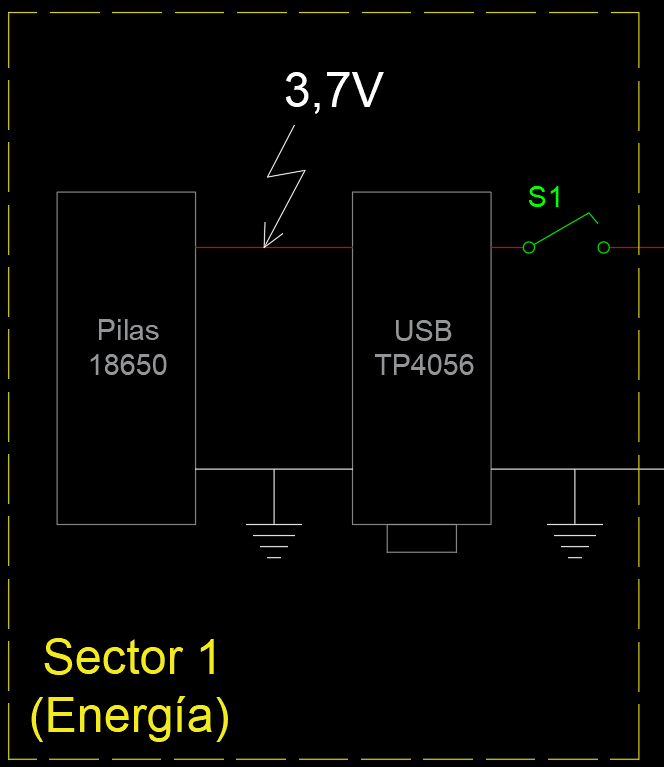 3,7V
S1
Pilas
18650
USB
TP4056
Sector 1
(Energía)